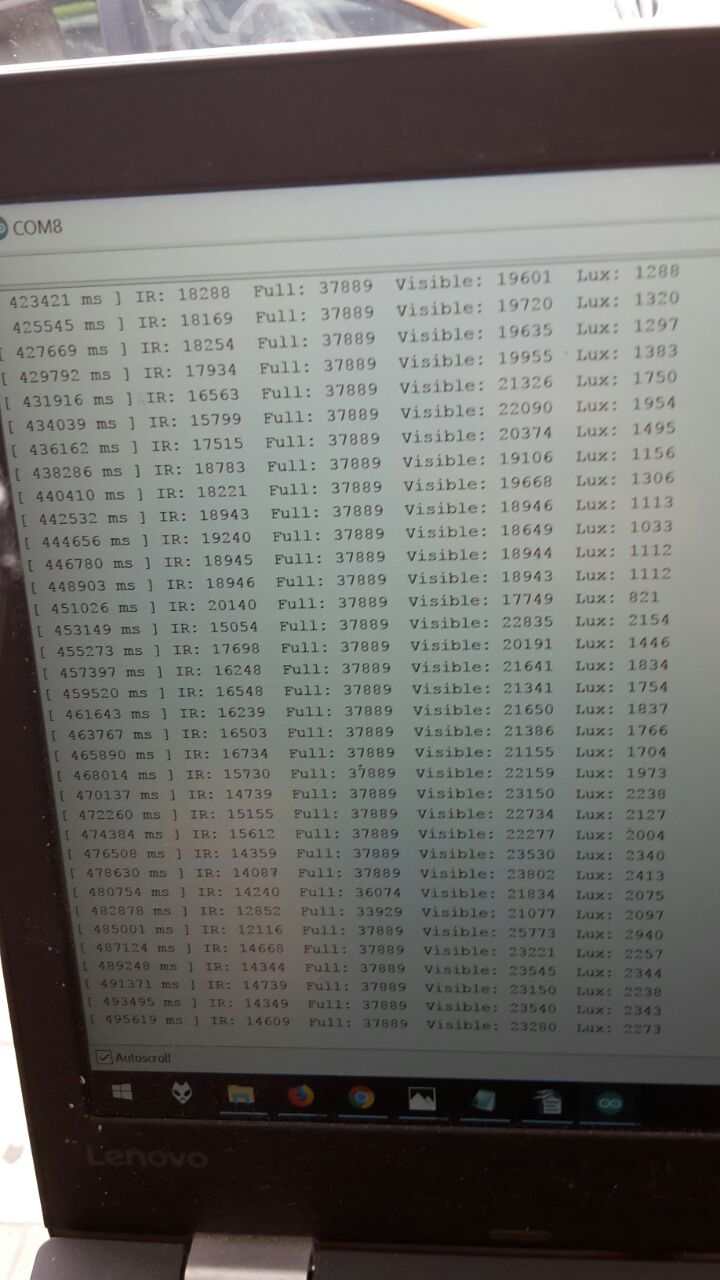 COM8
423421 ms ] IR: 18288 Full: 37889 Visible: 19601 Lux: 1288
425545 ms ] IR: 18169 Full: 37889 Visible: 19720 Lux: 1320
[ 427669 ms ] IR: 18254 Full: 37889 Visible: 19635 Lux: 1297
[ 429792 ms ] IR: 17934 Full: 37889 Visible: 19955 Lux: 1383
[ 431916 ms ] IR: 16563 Full: 37889 Visible: 21326 Lux: 1750
[ 434039 ms ] IR: 15799 Full: 37889 Visible: 22090 Lux: 1954
[ 436162 ms ] IR: 17515 Full: 37889 Visible: 20374 Lux: 1495
[ 438286 ms ] IR: 18783 Full: 37889 Visible: 19106 Lux: 1156
[ 440410 ms ] IR: 18221 Full: 37889 Visible: 19668 Lux: 1306
[ 442532 ms ] IR: 18943 Full: 37889 Visible: 18946 Lux: 1113
[ 444656 ms ] IR: 19240 Full: 37889 Visible: 18649 Lux: 1033
[ 446780 ms ] IR: 18945 Full: 37889 Visible: 18944 Lux: 1112
[ 448903 ms ] IR: 18946 Full: 37889 Visible: 18943 Lux: 1112
[ 451026 ms ] IR: 20140 Full: 37889 Visible: 17749 Lux: 821
[ 453149 ms ] IR: 15054 Full: 37889 Visible: 22835 Lux: 2154
[ 455273 ms ] IR: 17698 Full: 37889 Visible: 20191 Lux: 1446
[ 457397 ms ] IR: 16248 Full: 37889 Visible: 21641 Lux: 1834
[ 459520 ms ] IR: 16548 Full: 37889 Visible: 21341 Lux: 1754
[ 461643 ms ] IR: 16239 Full: 37889 Visible: 21650 Lux: 1837
[ 463767 ms ] IR: 16503 Full: 37889 Visible: 21386 Lux: 1766
[ 465890 ms ] IR: 16734 Full: 37889 Visible: 21155 Lux: 1704
[ 468014 ms ] IR: 15730 Full: 37889 Visible: 22159 Lux: 1973
[ 470137 ms ] IR: 14739 Full: 37889 Visible: 23150 Lux: 2238
[ 472260 ms ] IR: 15155 Full: 37889 Visible: 22734 Lux: 2127
[ 474384 ms ] IR: 15612 Full: 37889 Visible: 22277 Lux: 2004
[ 476508 ms ] IR: 14359 Full: 37889 Visible: 23530 Lux: 2340
[ 478630 ms ] IR: 14087 Full: 37889 Visible: 23802 Lux: 2413
[ 480754 ms ] IR: 14240 Full: 36074 Visible: 21834 Lux: 2075
[ 482878 ms ] IR: 12852 Full: 33929 Visible: 21077 Lux: 2097
[ 485001 ms ] IR: 12116 Full: 37889 Visible: 25773 Lux: 2940
[ 487124 ms ] IR: 14668 Full: 37889 Visible: 23221 Lux: 2257
[ 489248 ms ] IR: 14344 Full: 37889 Visible: 23545 Lux: 2344
[ 491371 ms ] IR: 14739 Full: 37889 Visible: 23150 Lux: 2238
[ 493495 ms ] IR: 14349 Full: 37889 Visible: 23540 Lux: 2343
[ 495619 ms ] IR: 14609 Full: 37889 Visible: 23280 Lux: 2273
Autoscroll
Lenovo